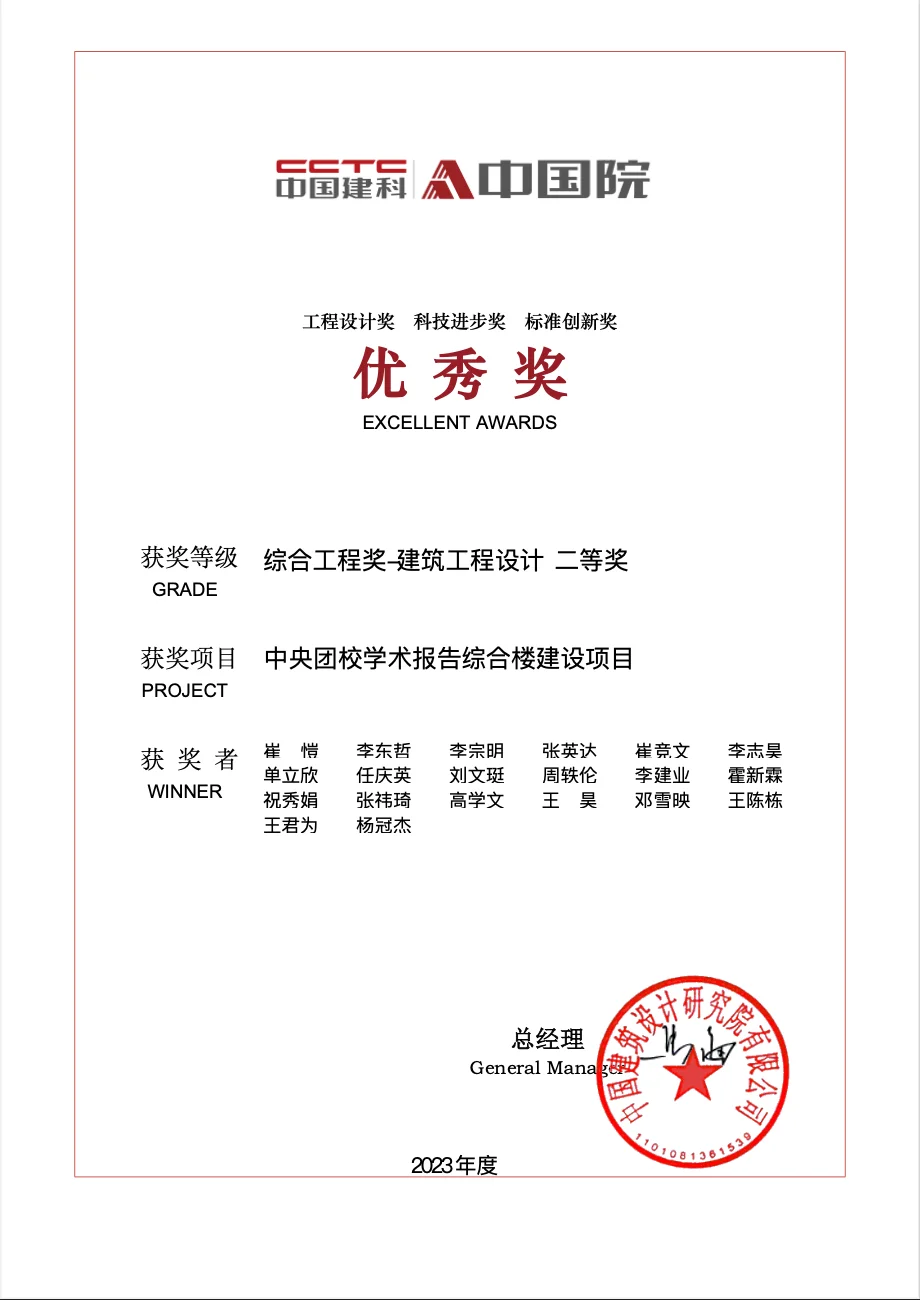 CCTC
中国建科 中国院
工程设计奖 科技进步奖 标准创新奖
优秀奖
EXCELLENT AWARDS
获奖等级 综合工程奖–建筑工程设计 二等奖
GRADE
获奖项目 中央团校学术报告综合楼建设项目
PROJECT
获奖者 崔 愷 李东哲 李宗明 张英达 崔竞文 李志昊
WINNER
单立欣 任庆英 刘文珽 周轶伦 李建业 霍新霖
祝秀娟 张祎琦 高学文 王 昊 邓雪映 王陈栋
王君为 杨冠杰
总经理
General Manager
中国建筑设计研究院有限公司
1101081361539
2023年度